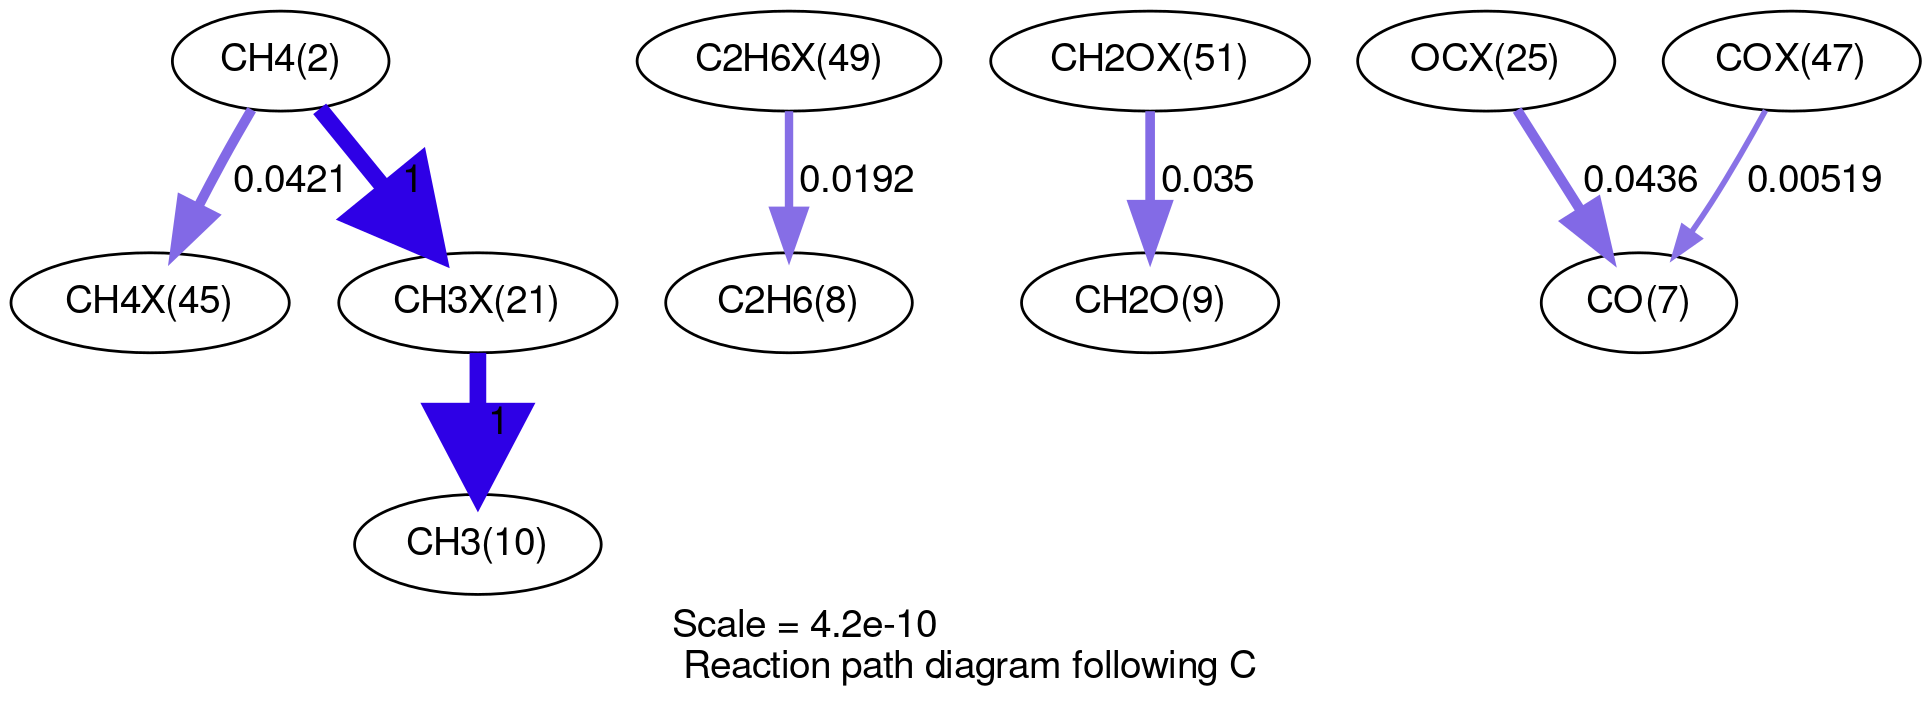 CH4(2)
C2H6X(49)
CH2OX(51)
OCX(25)
COX(47)
0.0421
1
0.0192
0.035
0.0436
0.00519
CH4X(45)
CH3X(21)
C2H6(8)
CH2O(9)
CO(7)
1
CH3(10)
Scale = 4.2e-10
Reaction path diagram following C